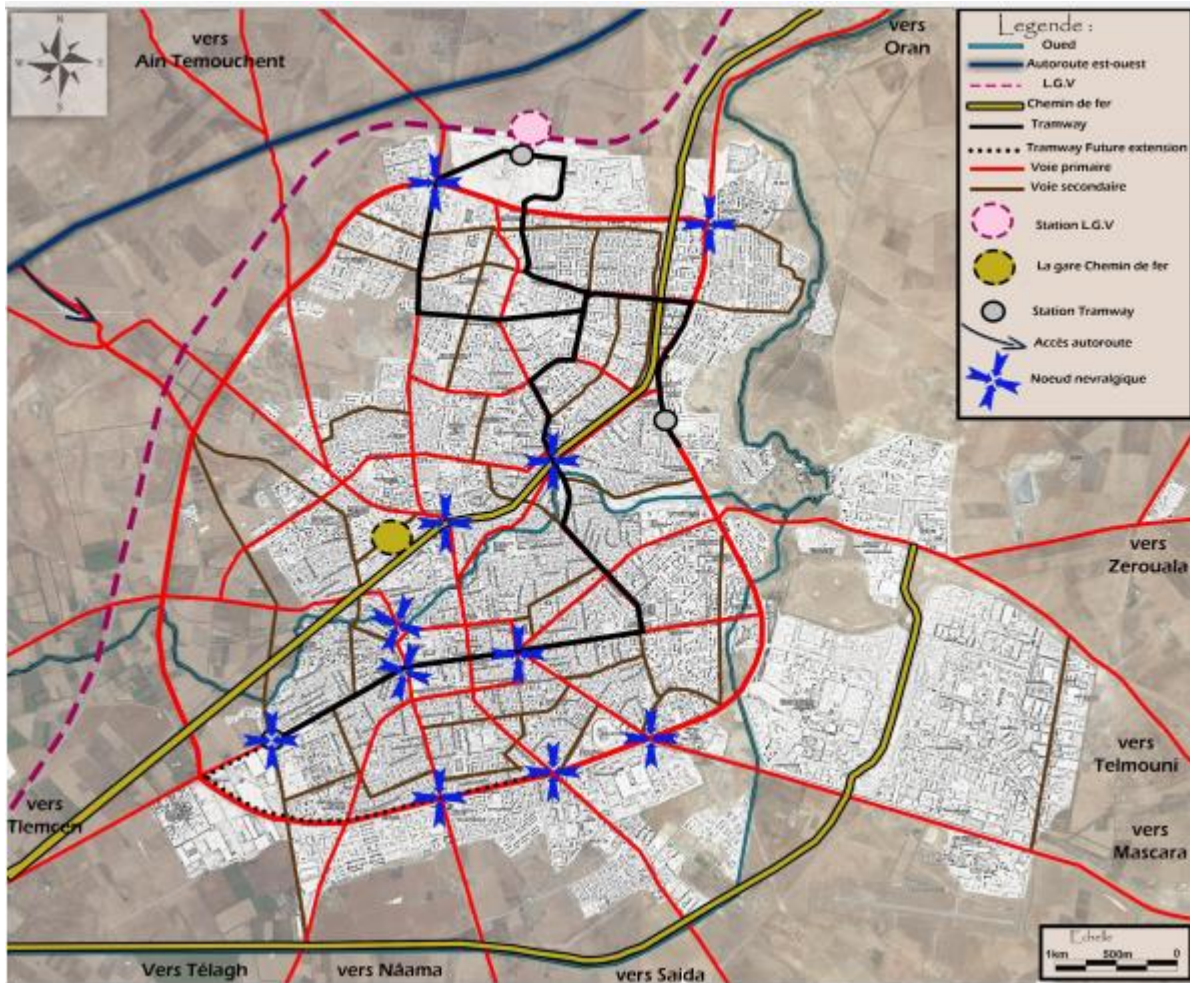 N
W
E
S
vers
Ain Temouchent
vers
Oran
Legende :
Oued
Autoroute est-ouest
L.G.V
Chemin de fer
Tramway
Tramway Future extension
Voie primaire
Voie secondaire
Station L.G.V
La gare Chemin de fer
Station Tramway
Accès autoroute
Noeud nevralgique
vers
Zerouala
vers
Telmouni
vers
Tlemcen
vers
Mascara
Vers Télagh
vers Nâama
vers Saida
Echelle
1km 500m 0